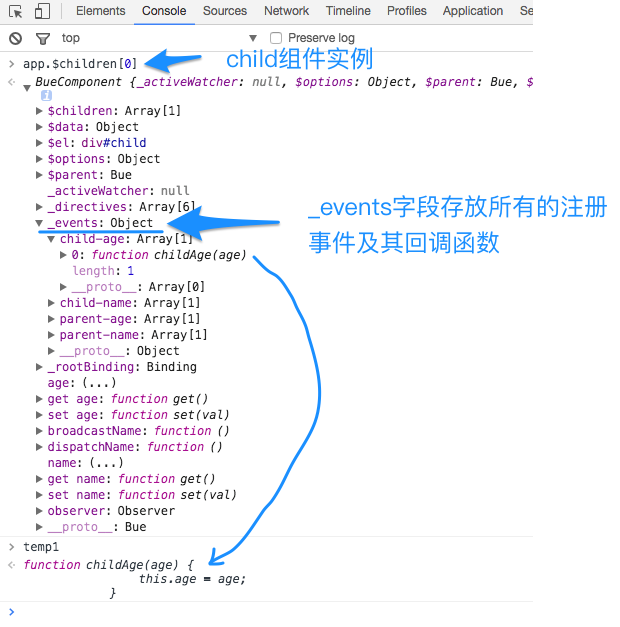 Elements Console Sources Network Timeline Profiles Application Se
top Preserve log
app.$children[0] child组件实例
BueComponent {_activeWatcher: null, $options: Object, $parent: Bue, $
i
$children: Array[1]
$data: Object
$el: div#child
$options: Object
$parent: Bue
_activeWatcher: null
_directives: Array[6]
_events: Object
_events字段存放所有的注册
事件及其回调函数
child-age: Array[1]
0: function childAge(age)
length: 1
__proto__: Array[0]
child-name: Array[1]
parent-age: Array[1]
parent-name: Array[1]
__proto__: Object
_rootBinding: Binding
age: (...)
get age: function get()
set age: function set(val)
broadcastName: function ()
dispatchName: function ()
name: (...)
get name: function get()
set name: function set(val)
observer: Observer
__proto__: Bue
temp1
function childAge(age) {
this.age = age;
}